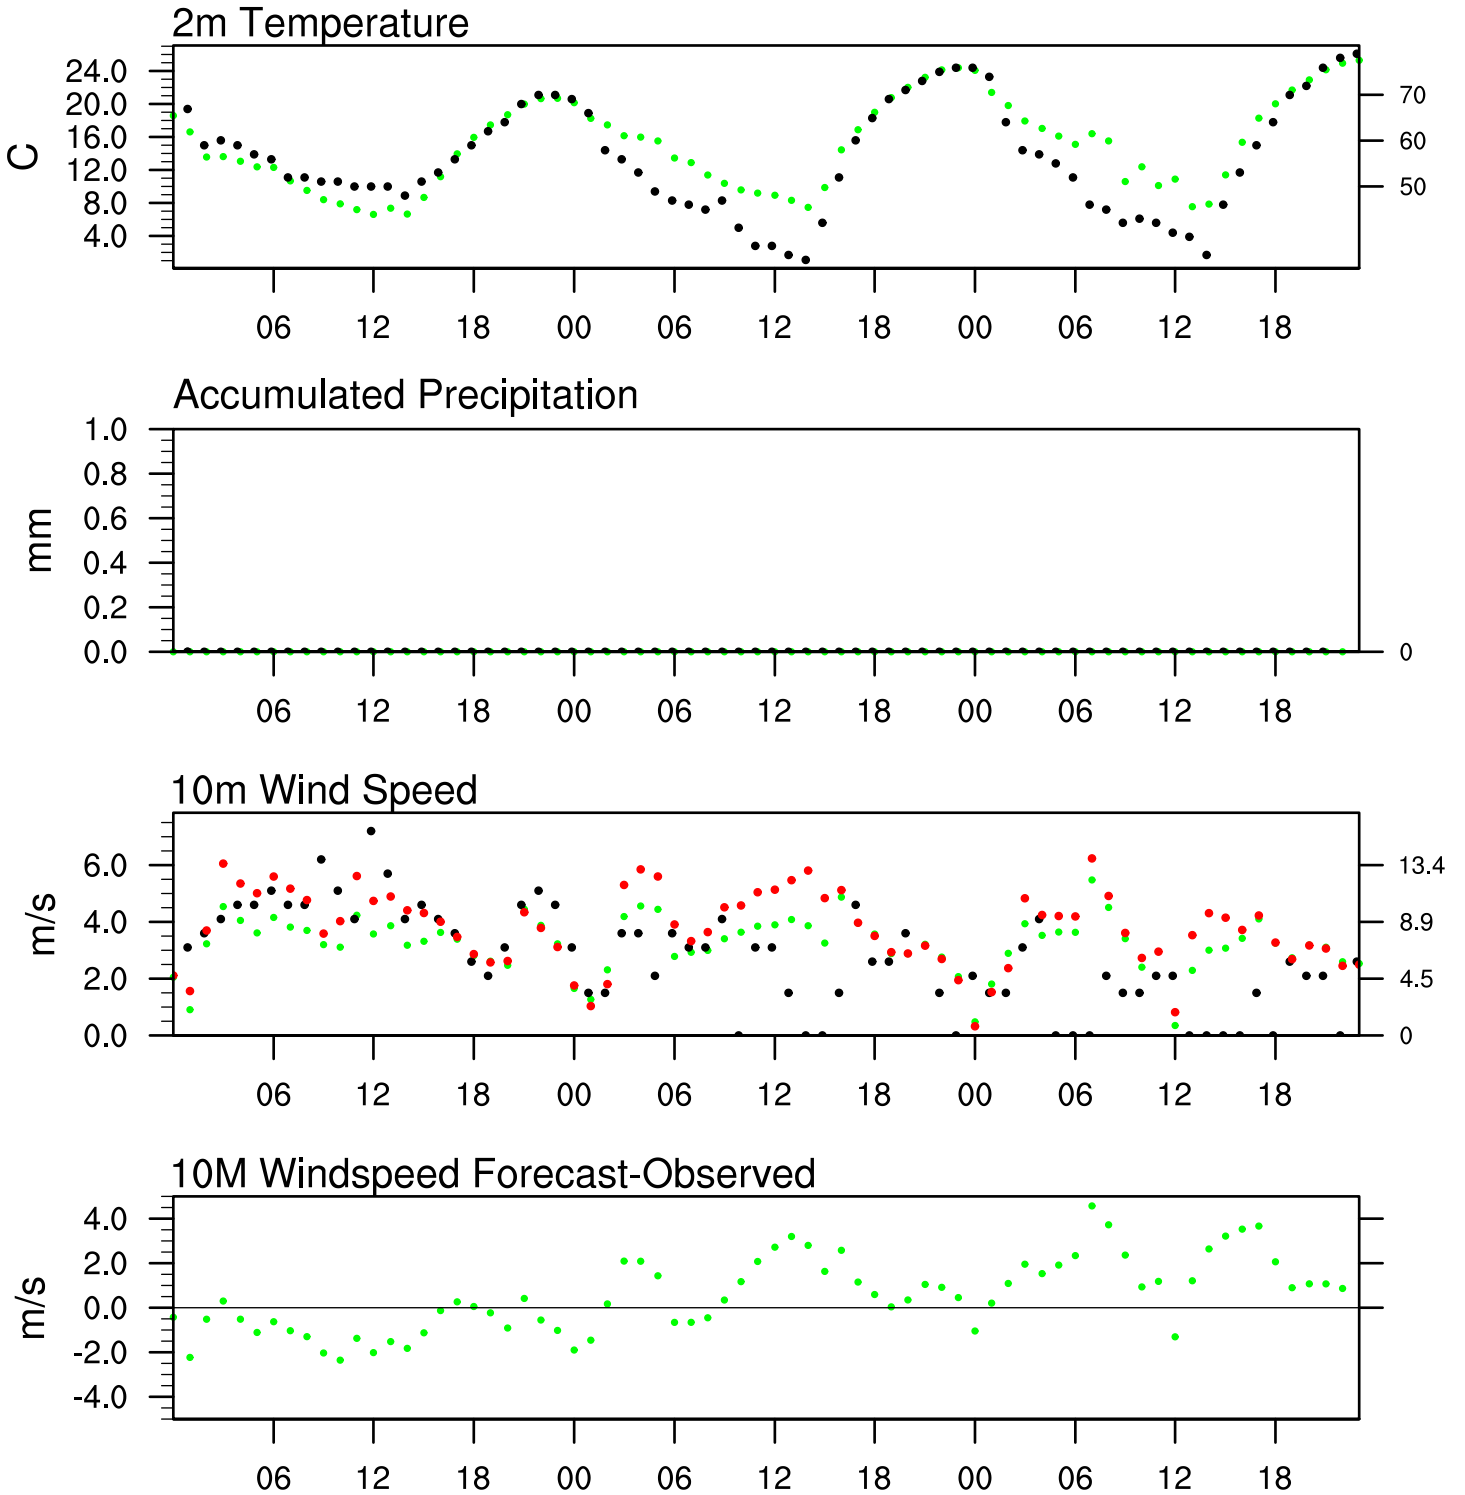 2m Temperature
24.0
20.0
16.0
12.0
8.0
4.0
C
70
60
50
06 12 18 00 06 12 18 00 06 12 18
Accumulated Precipitation
1.0
0.8
0.6
0.4
0.2
0.0
mm
0
06 12 18 00 06 12 18 00 06 12 18
10m Wind Speed
6.0
4.0
2.0
0.0
m/s
13.4
8.9
4.5
0
06 12 18 00 06 12 18 00 06 12 18
10M Windspeed Forecast-Observed
4.0
2.0
0.0
-2.0
-4.0
m/s
06 12 18 00 06 12 18 00 06 12 18